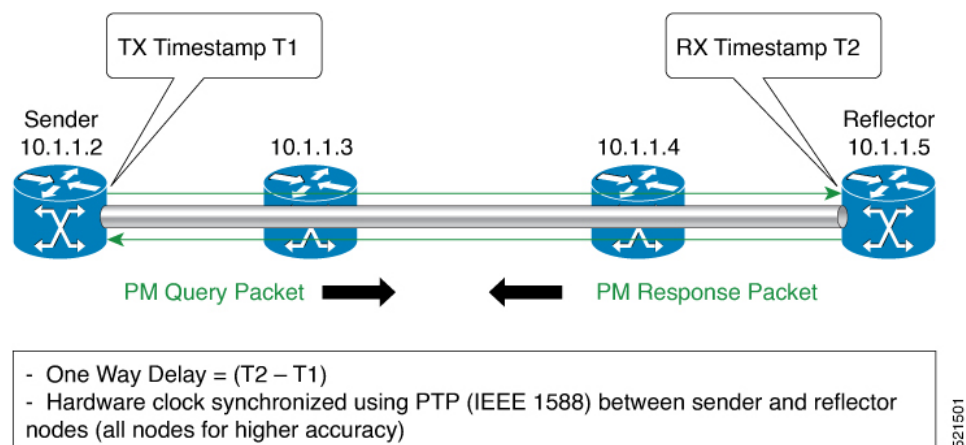 TX Timestamp T1
RX Timestamp T2
Sender
10.1.1.2
10.1.1.3
10.1.1.4
Reflector
10.1.1.5
PM Query Packet
PM Response Packet
- One Way Delay = (T2 – T1)
- Hardware clock synchronized using PTP (IEEE 1588) between sender and reflector
nodes (all nodes for higher accuracy)
521501